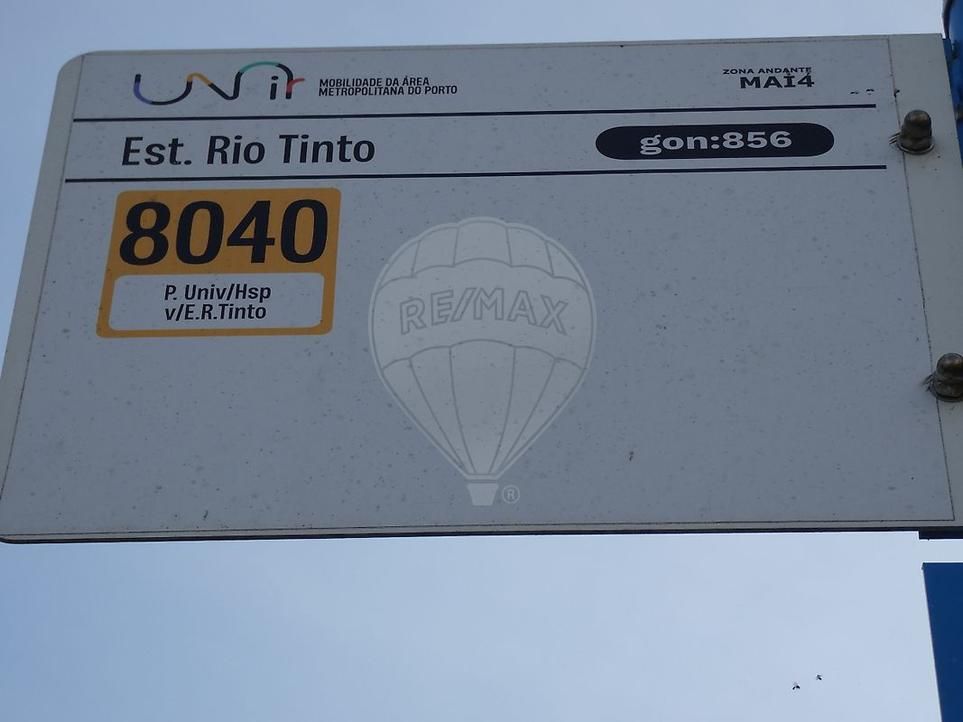 UNIR
MOBILIDADE DA ÁREA
METROPOLITANA DO PORTO
ZONA ANDANTE
MAI4
Est. Rio Tinto
gon:856
8040
P. Univ/Hsp
v/E.R.Tinto
RE/MAX
®